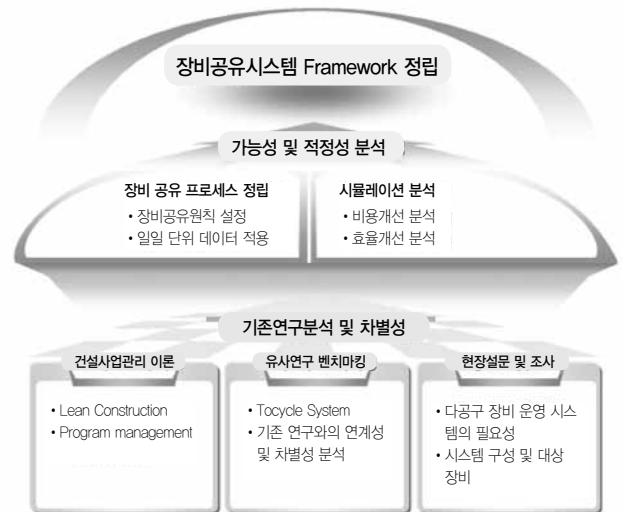 장비공유시스템 Framework 정립
가능성 및 적정성 분석
장비 공유 프로세스 정립
• 장비공유원칙 설정
• 일일 단위 데이터 적용
시뮬레이션 분석
• 비용개선 분석
• 효율개선 분석
기존연구분석 및 차별성
건설사업관리 이론
• Lean Construction
• Program management
유사연구 벤치마킹
• Tocycle System
• 기존 연구와의 연계성
및 차별성 분석
현장설문 및 조사
• 다공구 장비 운영 시스
템의 필요성
• 시스템 구성 및 대상
장비